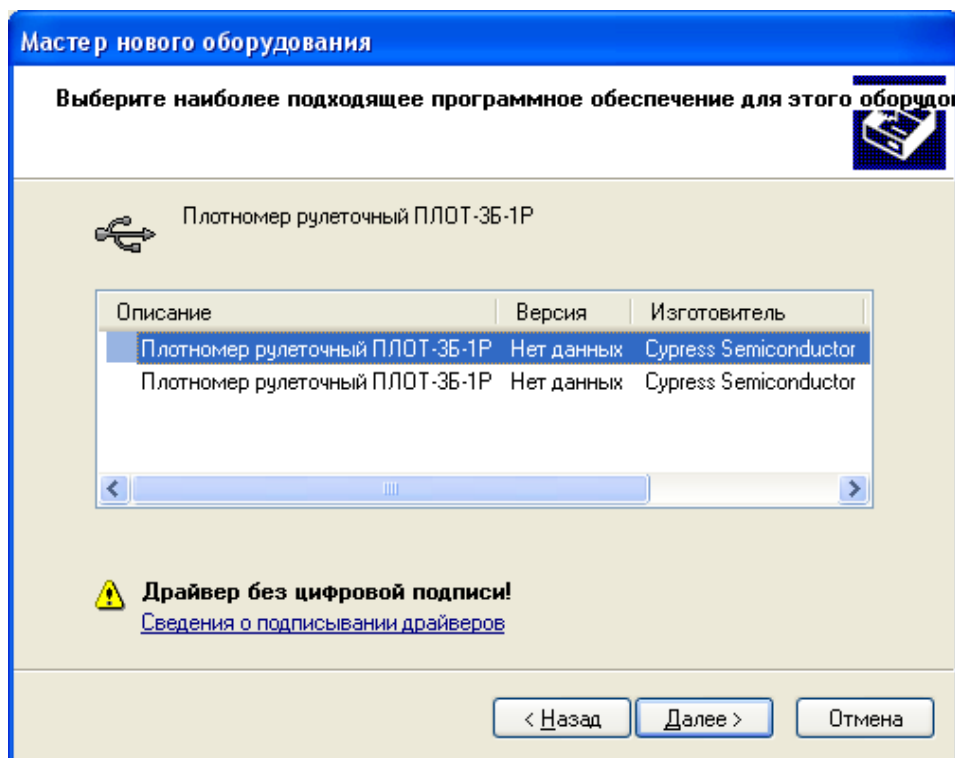 Мастер нового оборудования
Выберите наиболее подходящее программное обеспечение для этого оборудо
Плотномер рулеточный ПЛОТ-3Б-1Р
Описание Версия Изготовитель
Плотномер рулеточный ПЛОТ-3Б-1Р Нет данных Cypress Semiconductor
Плотномер рулеточный ПЛОТ-3Б-1Р Нет данных Cypress Semiconductor
Драйвер без цифровой подписи!
Сведения о подписывании драйверов
< Назад Далее > Отмена